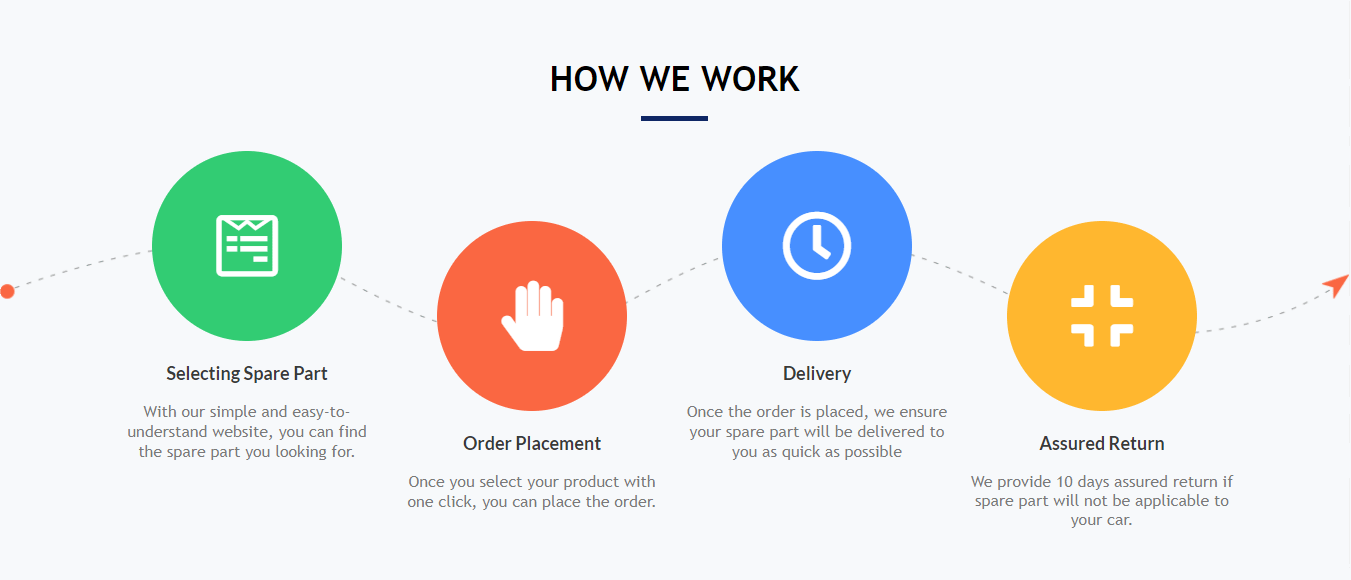 HOW WE WORK
Selecting Spare Part
With our simple and easy-to-
understand website, you can find
the spare part you looking for.
Order Placement
Once you select your product with
one click, you can place the order.
Delivery
Once the order is placed, we ensure
your spare part will be delivered to
you as quick as possible
Assured Return
We provide 10 days assured return if
spare part will not be applicable to
your car.